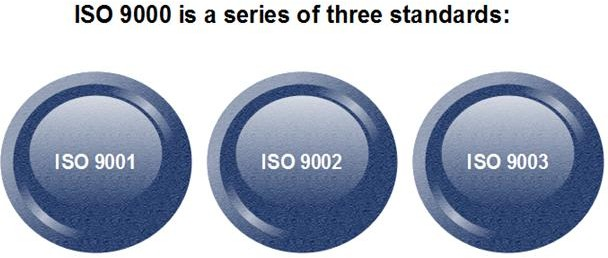 ISO 9000 is a series of three standards:
ISO 9001
ISO 9002
ISO 9003